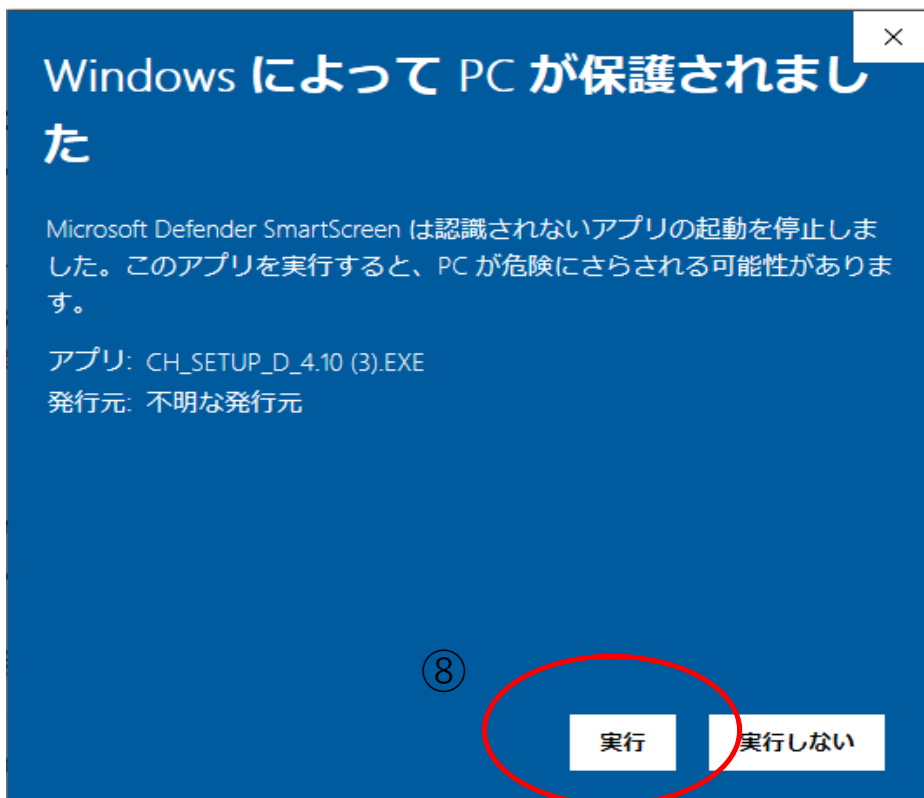 Windows によって PC が保護されまし
た
Microsoft Defender SmartScreen は認識されないアプリの起動を停止しま
した。このアプリを実行すると、PC が危険にさらされる可能性がありま
す。
アプリ: CH_SETUP_D_4.10 (3).EXE
発行元: 不明な発行元
⑧
実行 実行しない